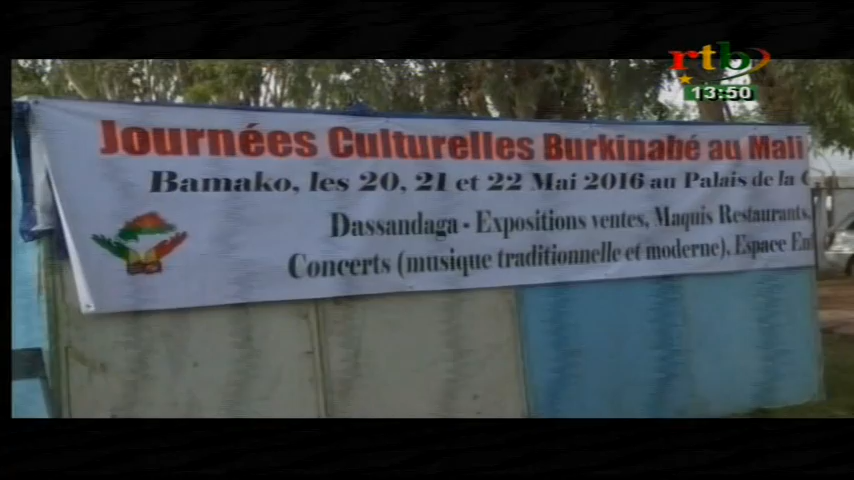 rtb
13:50
Journées Culturelles Burkinabé au Mali
Bamako, les 20, 21 et 22 Mai 2016 au Palais de la
Dassandaga - Expositions ventes, Maquis Restaurants,
Concerts (musique traditionnelle et moderne), Espace